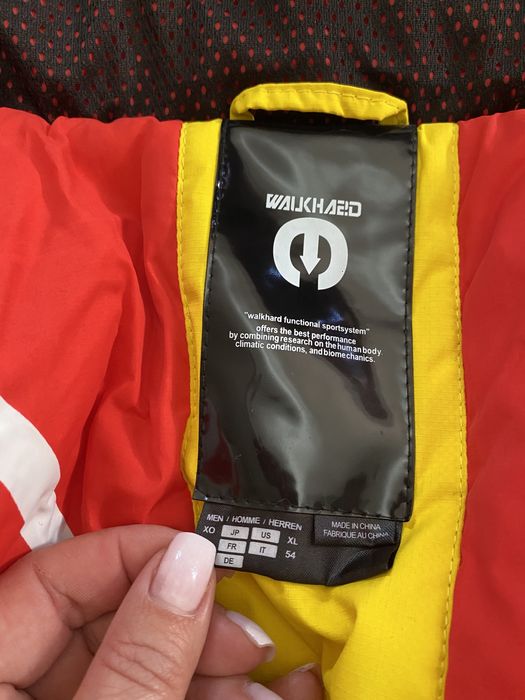 WALKHARD
"walkhard functional sportsystem"
offers the best performance
by combining research on the human body
climatic conditions, and biomechanics.
MEN / HOMME / HERREN
XO JP US XL
FR IT 54
DE
MADE IN CHINA
FABRIQUE AU CHINA